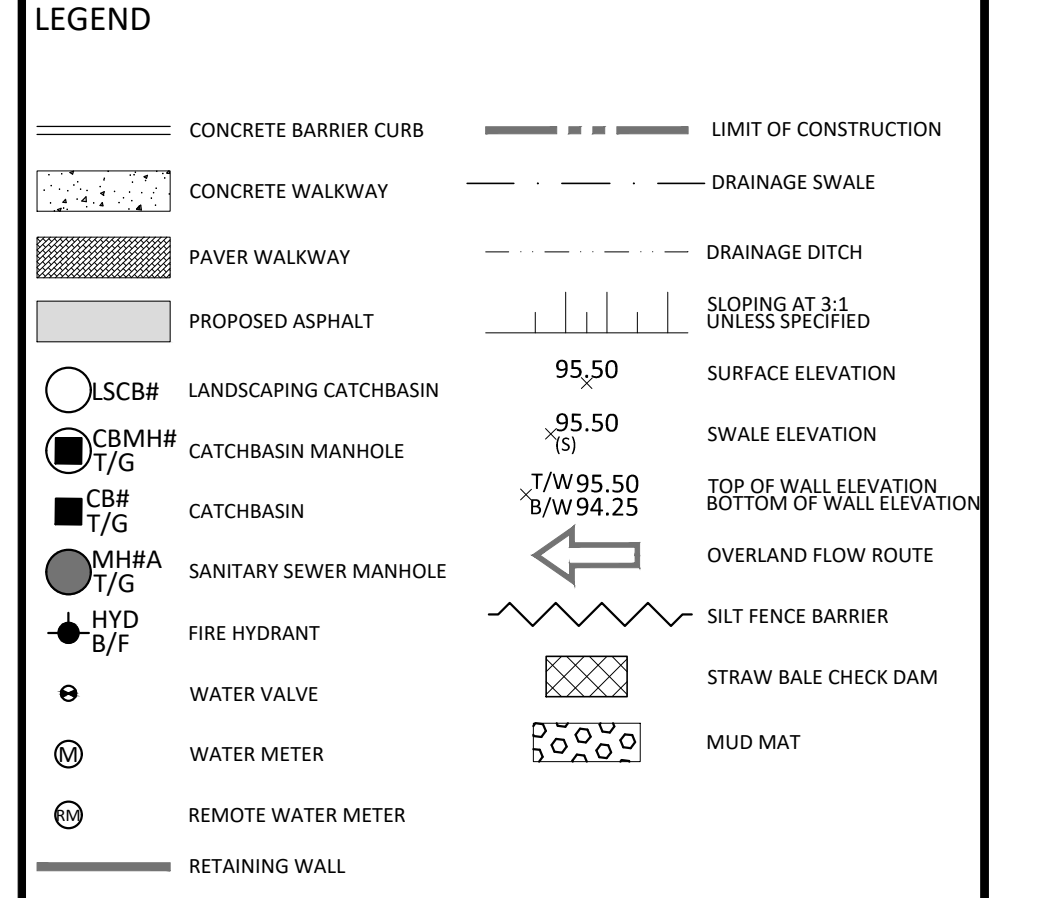 LEGEND
CONCRETE BARRIER CURB
CONCRETE WALKWAY
PAVER WALKWAY
PROPOSED ASPHALT
LSCB# LANDSCAPING CATCHBASIN
CBMH#
T/G
CATCHBASIN MANHOLE
CB#
T/G
CATCHBASIN
MH#A
T/G
SANITARY SEWER MANHOLE
HYD
B/F
FIRE HYDRANT
WATER VALVE
M WATER METER
RM REMOTE WATER METER
RETAINING WALL
LIMIT OF CONSTRUCTION
DRAINAGE SWALE
DRAINAGE DITCH
SLOPING AT 3:1
UNLESS SPECIFIED
95.50 SURFACE ELEVATION
95.50
(S)
SWALE ELEVATION
T/W 95.50
B/W 94.25
TOP OF WALL ELEVATION
BOTTOM OF WALL ELEVATION
OVERLAND FLOW ROUTE
SILT FENCE BARRIER
STRAW BALE CHECK DAM
MUD MAT